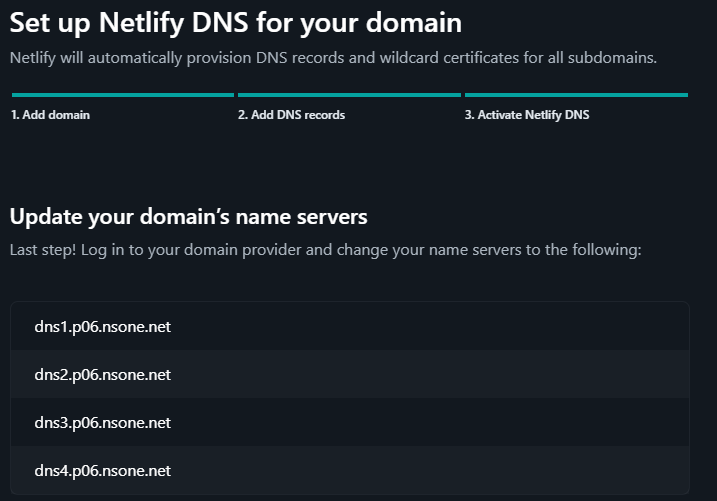 Set up Netlify DNS for your domain
Netlify will automatically provision DNS records and wildcard certificates for all subdomains.
1. Add domain
2. Add DNS records
3. Activate Netlify DNS
Update your domain’s name servers
Last step! Log in to your domain provider and change your name servers to the following:
dns1.p06.nsone.net
dns2.p06.nsone.net
dns3.p06.nsone.net
dns4.p06.nsone.net